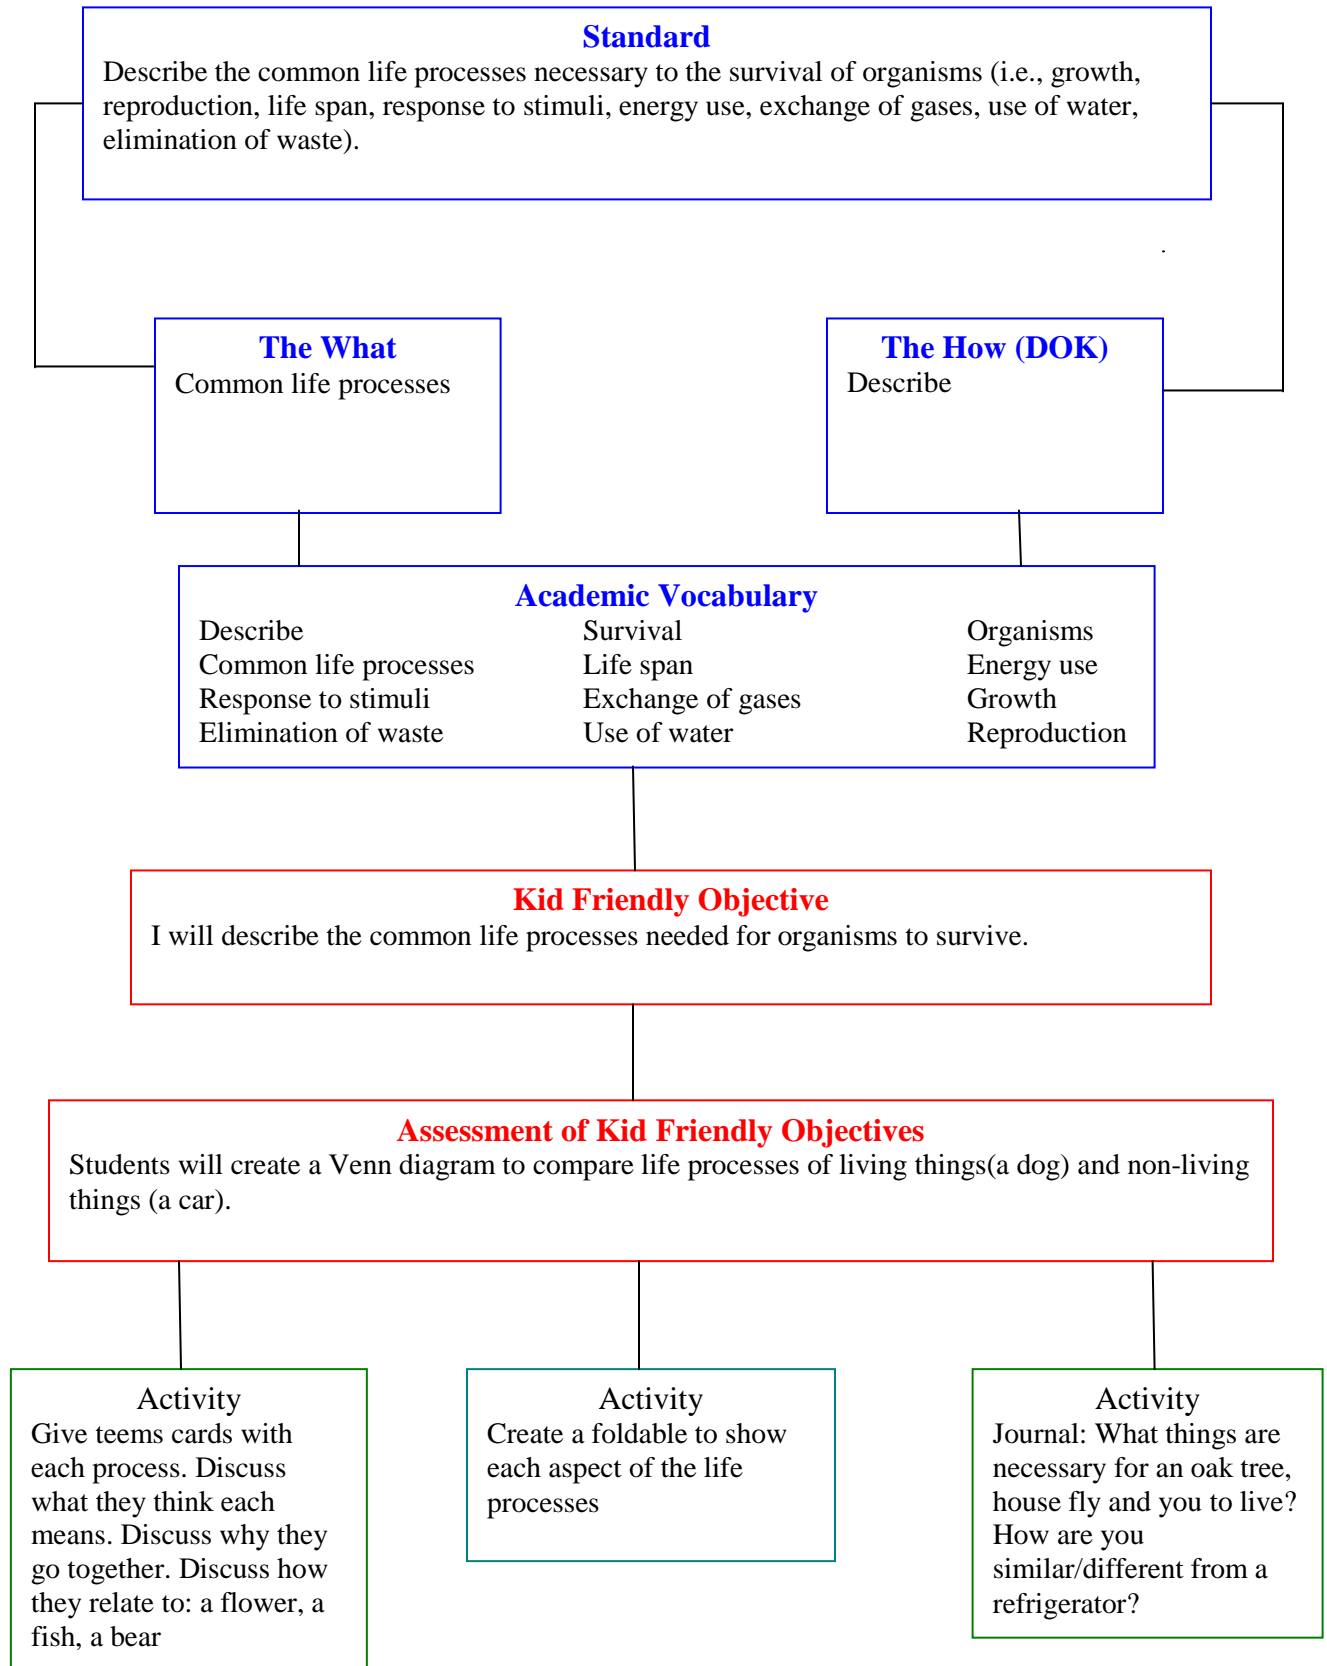 Standard
Describe the common life processes necessary to the survival of organisms (i.e., growth,
reproduction, life span, response to stimuli, energy use, exchange of gases, use of water,
elimination of waste).
The What
Common life processes
The How (DOK)
Describe
Academic Vocabulary
Describe Survival Organisms
Common life processes Life span Energy use
Response to stimuli Exchange of gases Growth
Elimination of waste Use of water Reproduction
Kid Friendly Objective
I will describe the common life processes needed for organisms to survive.
Assessment of Kid Friendly Objectives
Students will create a Venn diagram to compare life processes of living things(a dog) and non-living
things (a car).
Activity
Give teems cards with
each process. Discuss
what they think each
means. Discuss why they
go together. Discuss how
they relate to: a flower, a
fish, a bear
Activity
Create a foldable to show
each aspect of the life
processes
Activity
Journal: What things are
necessary for an oak tree,
house fly and you to live?
How are you
similar/different from a
refrigerator?